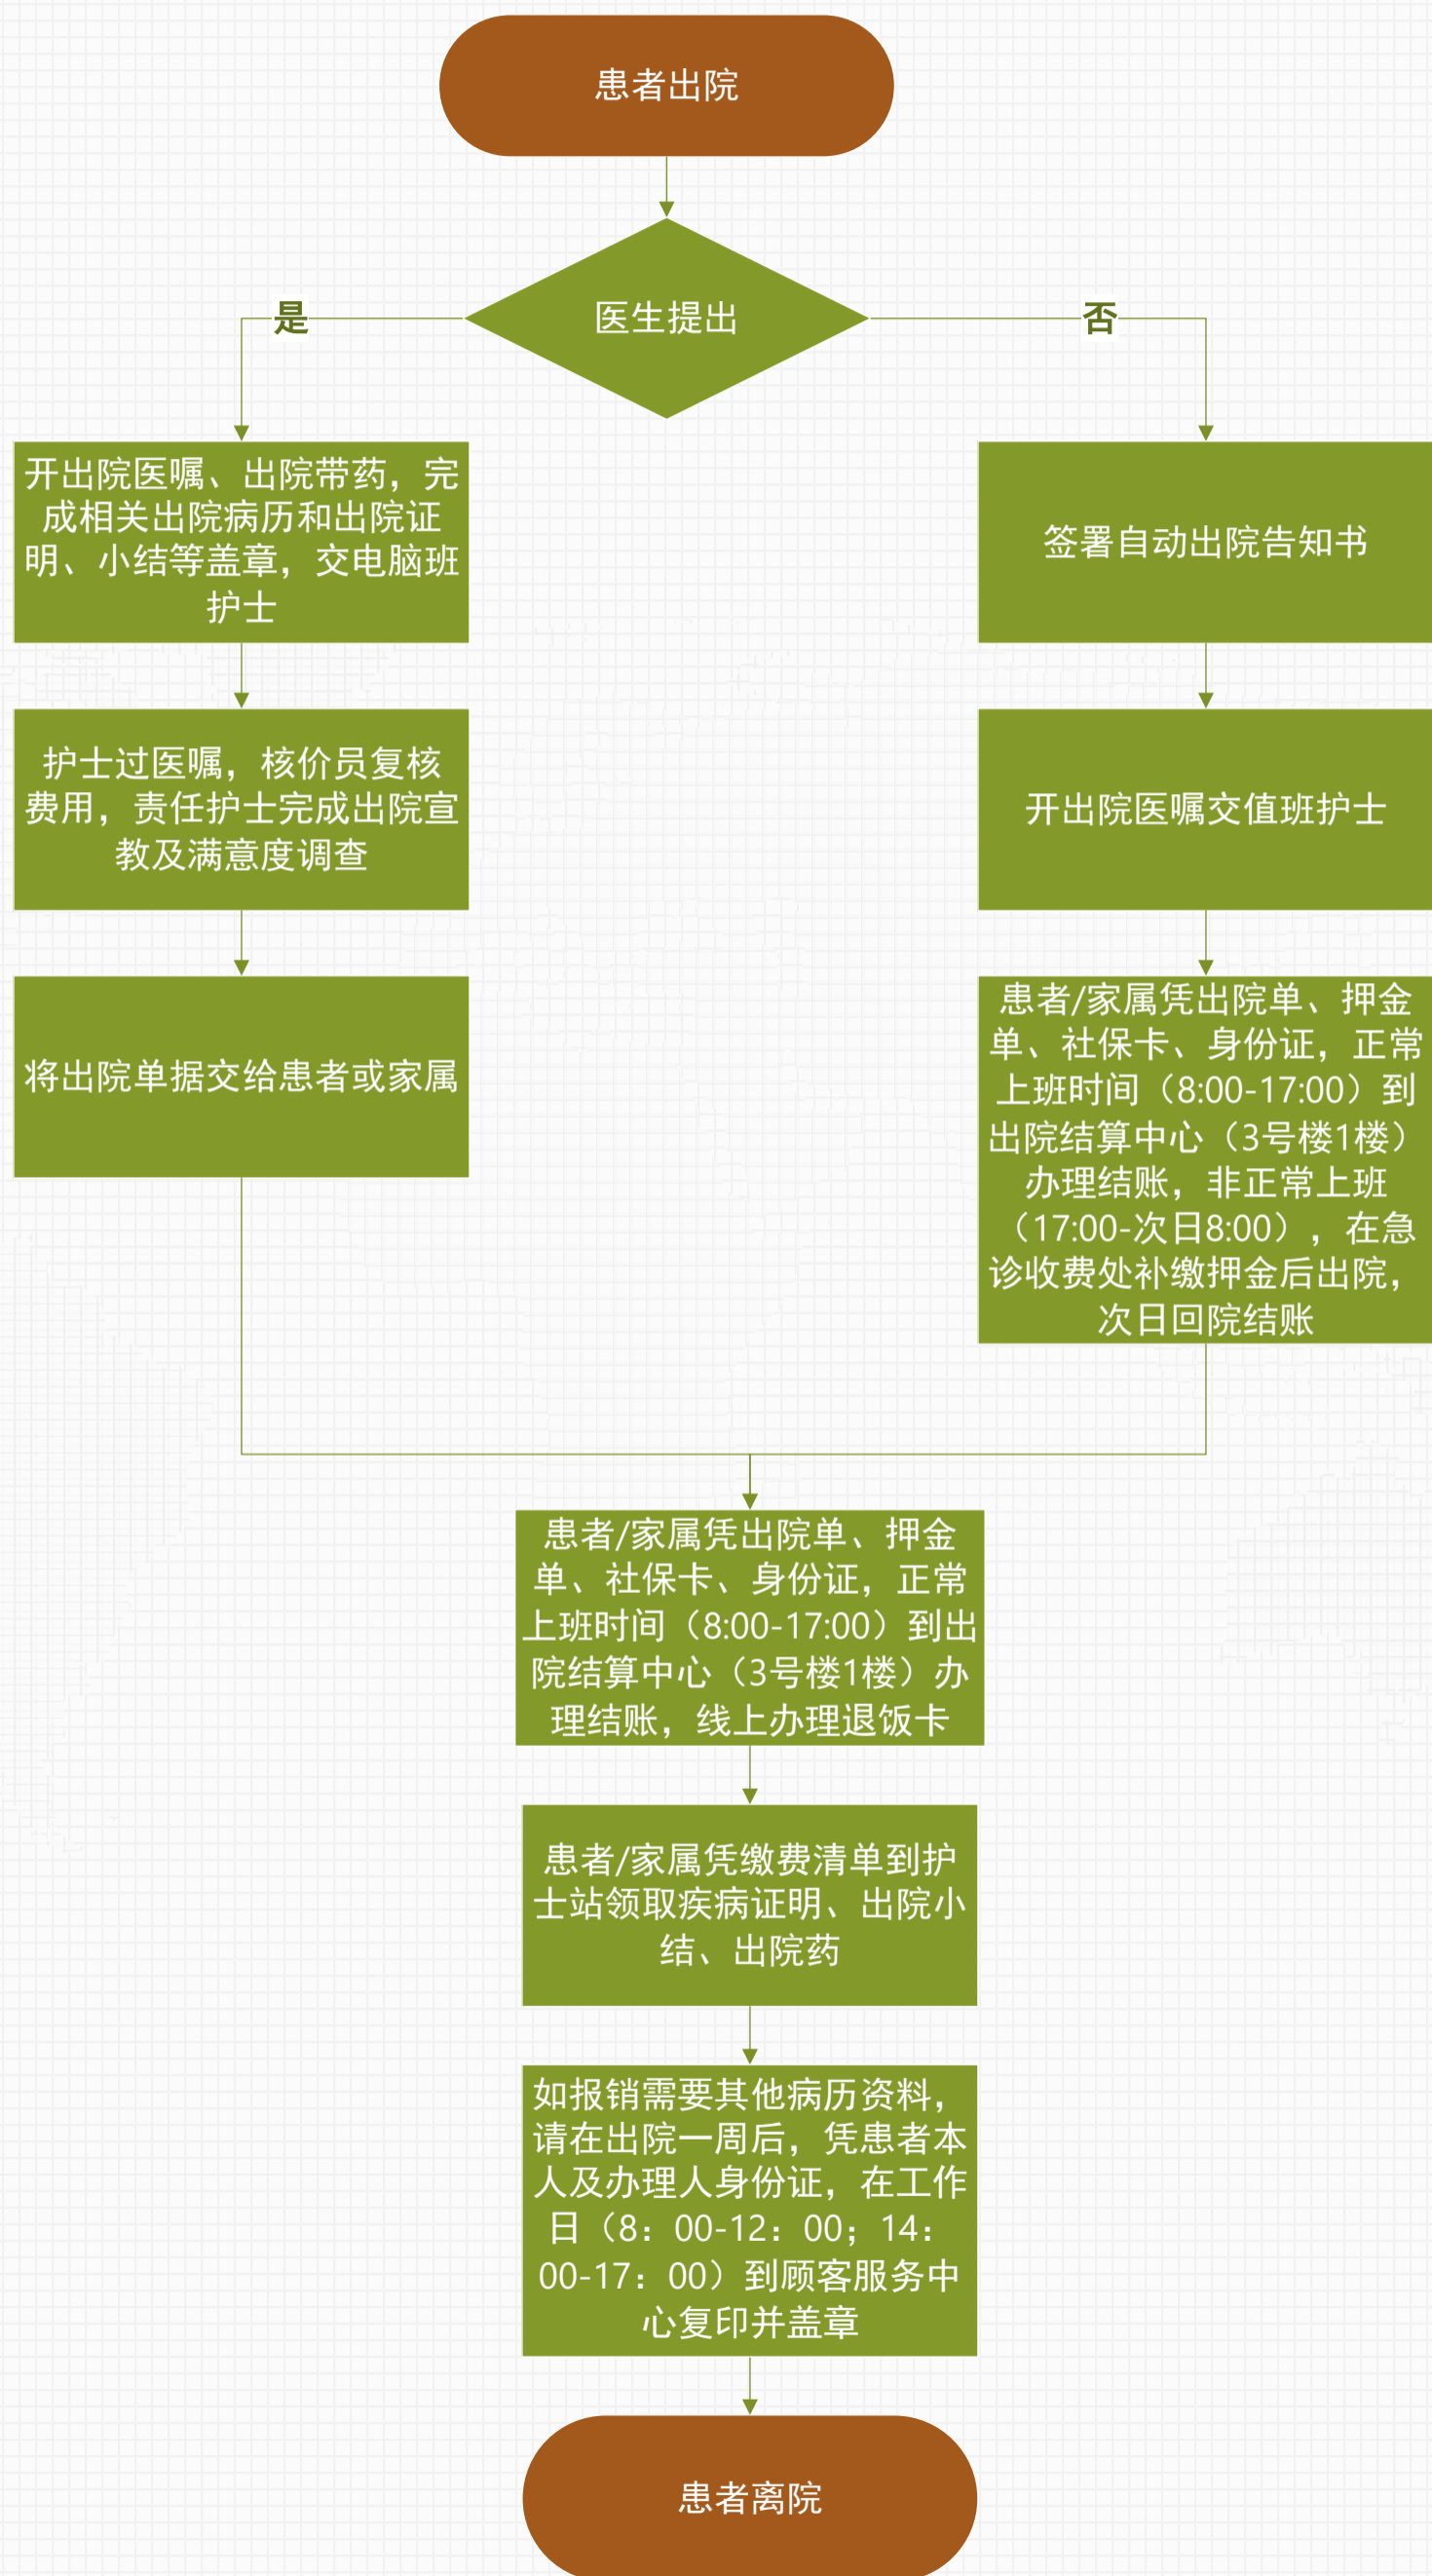 患者出院
医生提出
是
否
开出院医嘱、出院带药，完
成相关出院病历和出院证
明、小结等盖章，交电脑班
护士
护士过医嘱，核价员复核
费用，责任护士完成出院宣
教及满意度调查
将出院单据交给患者或家属
签署自动出院告知书
开出院医嘱交值班护士
患者/家属凭出院单、押金
单、社保卡、身份证，正常
上班时间（8:00-17:00）到
出院结算中心（3号楼1楼）
办理结账，非正常上班
（17:00-次日8:00），在急
诊收费处补缴押金后出院，
次日回院结账
患者/家属凭出院单、押金
单、社保卡、身份证，正常
上班时间（8:00-17:00）到出
院结算中心（3号楼1楼）办
理结账，线上办理退饭卡
患者/家属凭缴费清单到护
士站领取疾病证明、出院小
结、出院药
如报销需要其他病历资料，
请在出院一周后，凭患者本
人及办理人身份证，在工作
日（8：00-12：00；14：
00-17：00）到顾客服务中
心复印并盖章
患者离院